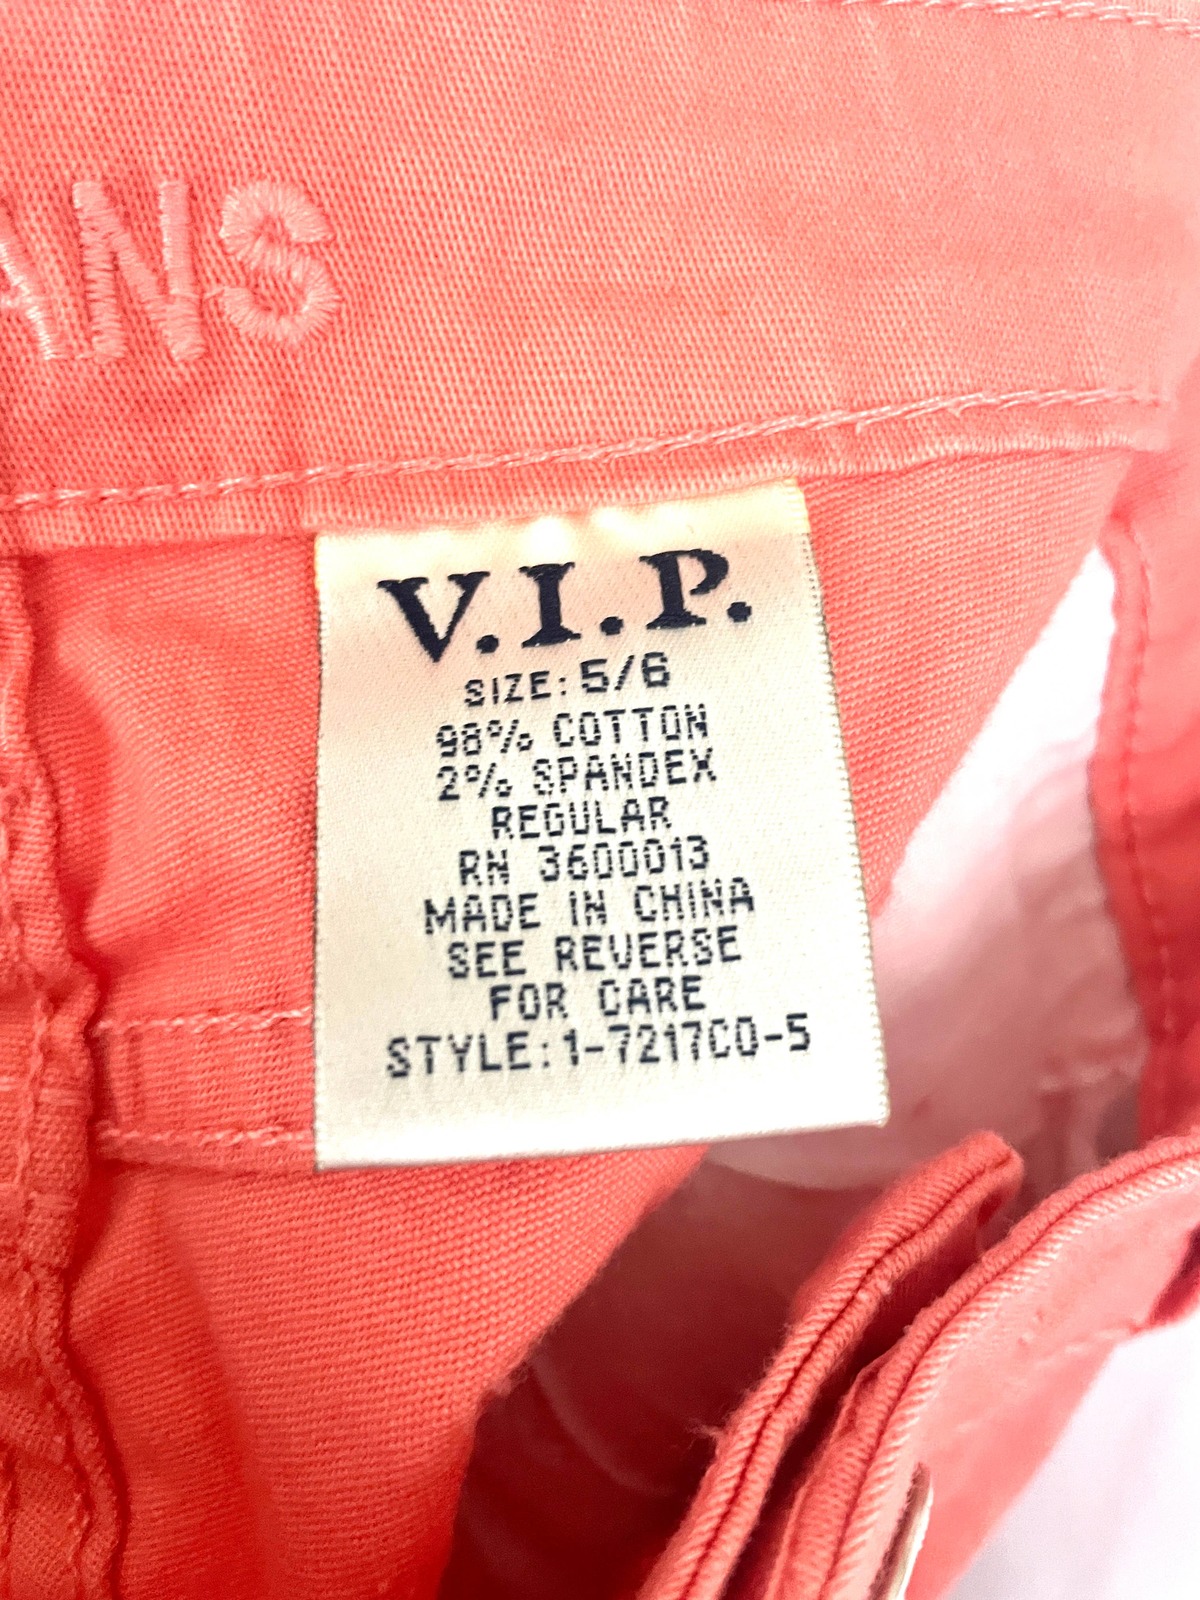 ANS
V.I.P.
SIZE: 5/6
98% COTTON
2% SPANDEX
REGULAR
RN 3600013
MADE IN CHINA
SEE REVERSE
FOR CARE
STYLE:1-7217CO-5